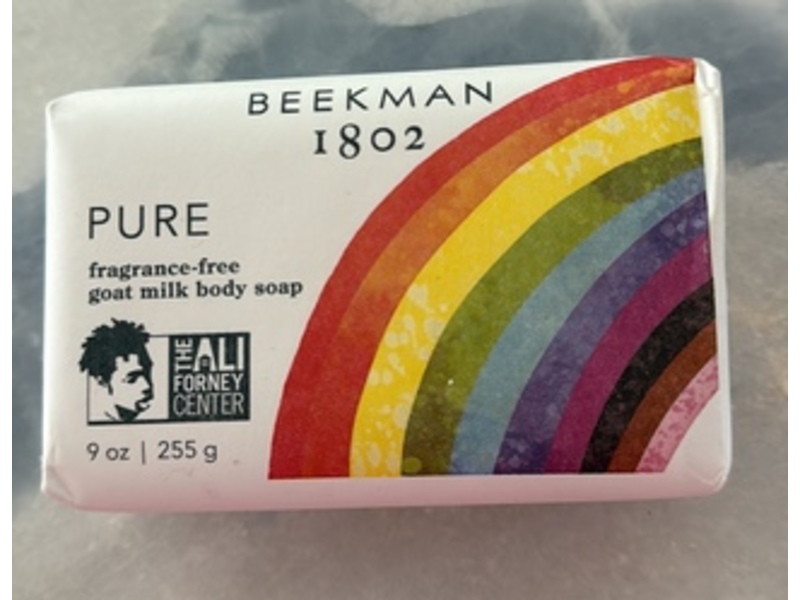 BEEKMAN
1802
PURE
fragrance-free
goat milk body soap
THE ALI
FORNEY
CENTER
9 oz | 255 g